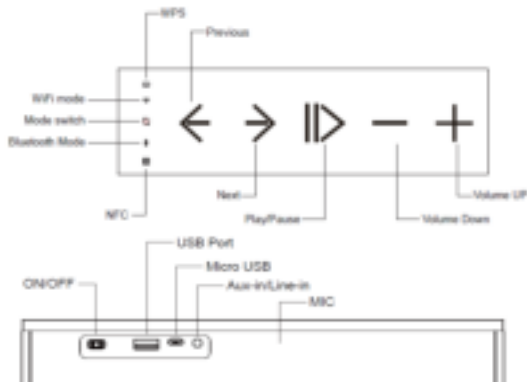 WPS
Previous
WiFi mode
Mode switch
Bluetooth Mode
Next
Volume UP
NFC
Play/Pause
Volume Down
USB Port
Micro USB
ON/OFF
Aux-in/Line-in
MIC